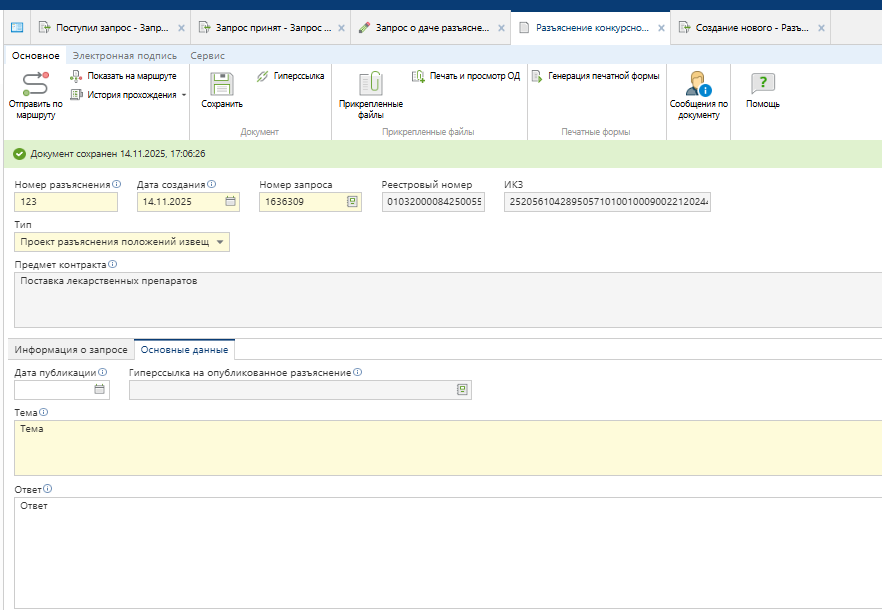 Поступил запрос - Запр...
Запрос принят - Запрос ...
Запрос о даче разъясне...
Разъяснение конкурсно...
Создание нового - Разъ...
Основное
Электронная подпись
Сервис
Отправить по маршруту
Показать на маршруте
История прохождения
Сохранить
Гиперссылка
Документ
Прикрепленные файлы
Печать и просмотр ОД
Прикрепленные файлы
Генерация печатной формы
Печатные формы
Сообщения по документу
Помощь
Документ сохранен 14.11.2025, 17:06:26
Номер разъяснения
Дата создания
Номер запроса
Реестровый номер
ИКЗ
123
14.11.2025
1636309
Тип
Проект разъяснения положений извещ
Предмет контракта
Поставка лекарственных препаратов
Информация о запросе
Основные данные
Дата публикации
Гиперссылка на опубликованное разъяснение
Тема
Тема
Ответ
Ответ